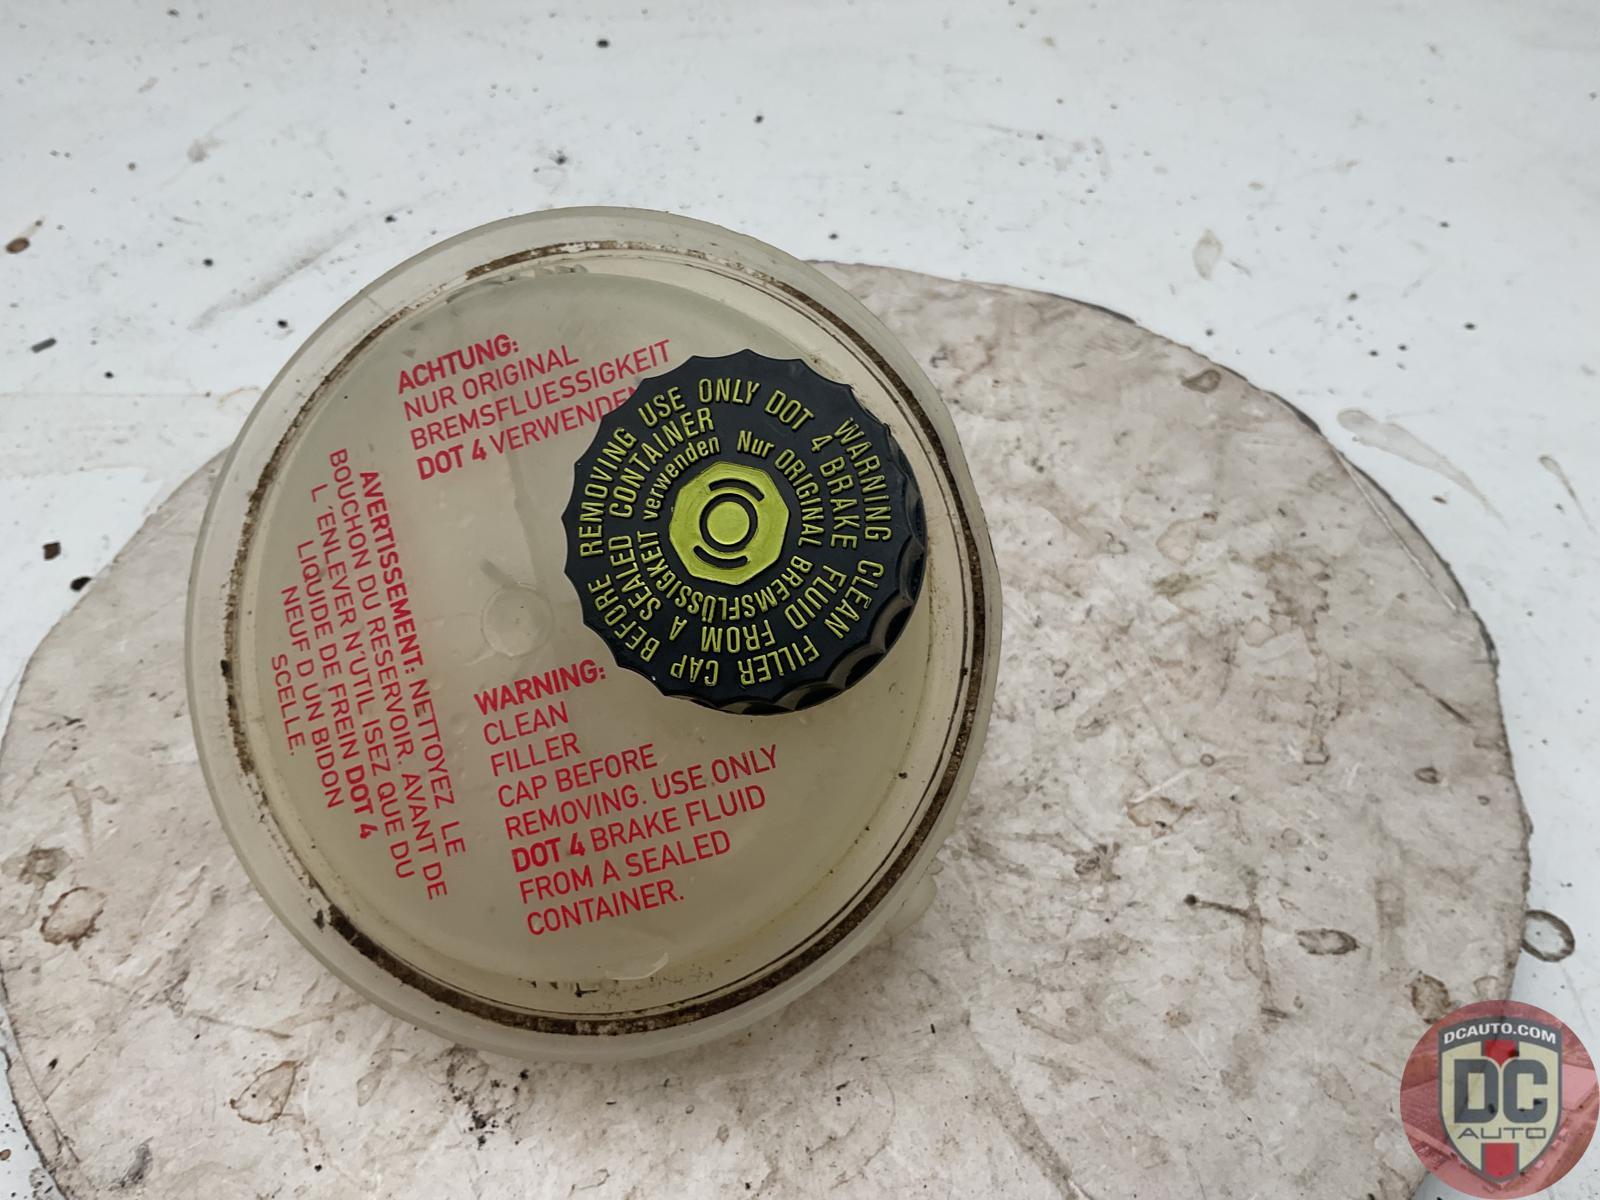 ACHTUNG:
NUR ORIGINAL
BREMSFLUESSIGKEIT
DOT 4 VERWENDEN
AVERTISSEMENT: NETTOYEZ LE
BOUCHON DU RESERVOIR. AVANT DE
L 'ENLEVER N'UTIL ISEZ QUE DU
LIQUIDE DE FREIN DOT 4
NEUF D UN BIDON
SCELLE.
WARNING:
CLEAN
FILLER
CAP BEFORE
REMOVING. USE ONLY
DOT 4 BRAKE FLUID
FROM A SEALED
CONTAINER.
WARNING CLEAN FILLER CAP BEFORE REMOVING USE ONLY DOT 4 BRAKE FLUID FROM A SEALED CONTAINER
Nur ORIGINAL BREMSFLÜSSIGKEIT verwenden
DCAUTO.COM
DC
AUTO